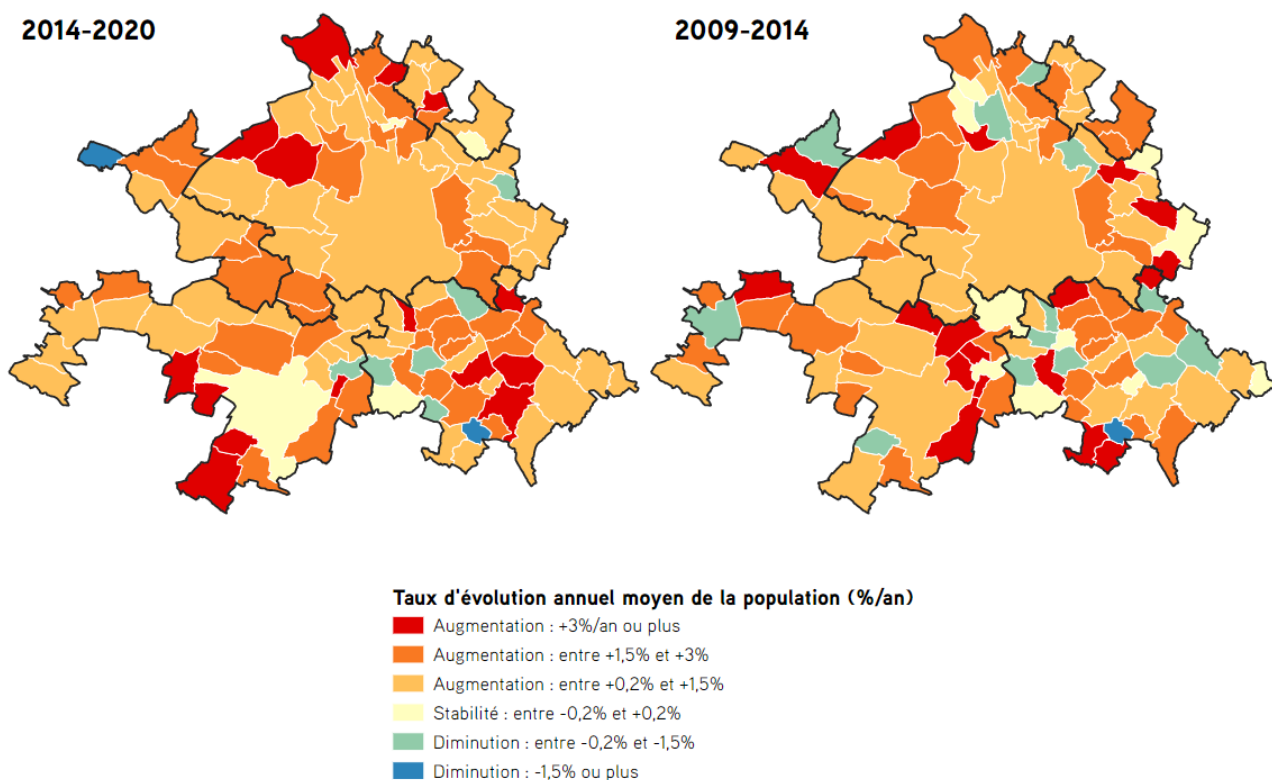 2014-2020
2009-2014
Taux d'évolution annuel moyen de la population (%/an)
Augmentation : +3%/an ou plus
Augmentation : entre +1,5% et +3%
Augmentation : entre +0,2% et +1,5%
Stabilité : entre -0,2% et +0,2%
Diminution : entre -0,2% et -1,5%
Diminution : -1,5% ou plus